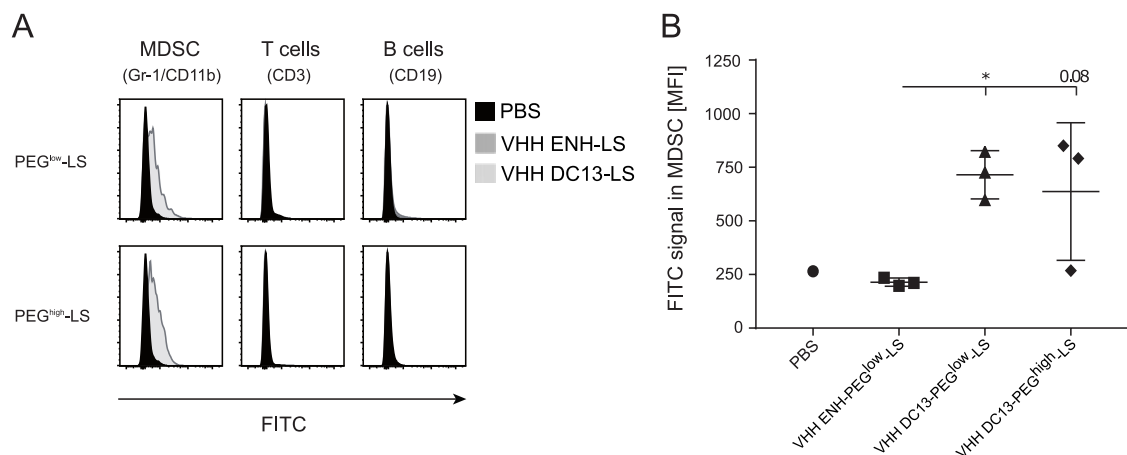 A
MDSC
(Gr-1/CD11b)
T cells
(CD3)
B cells
(CD19)
PEGlow-LS
PEGhigh-LS
PBS
VHH ENH-LS
VHH DC13-LS
FITC
B
FITC signal in MDSC [MFI]
1250
1000
750
500
250
0
*
0.08
PBS
VHH ENH-PEGlow-LS
VHH DC13-PEGlow-LS
VHH DC13-PEGhigh-LS